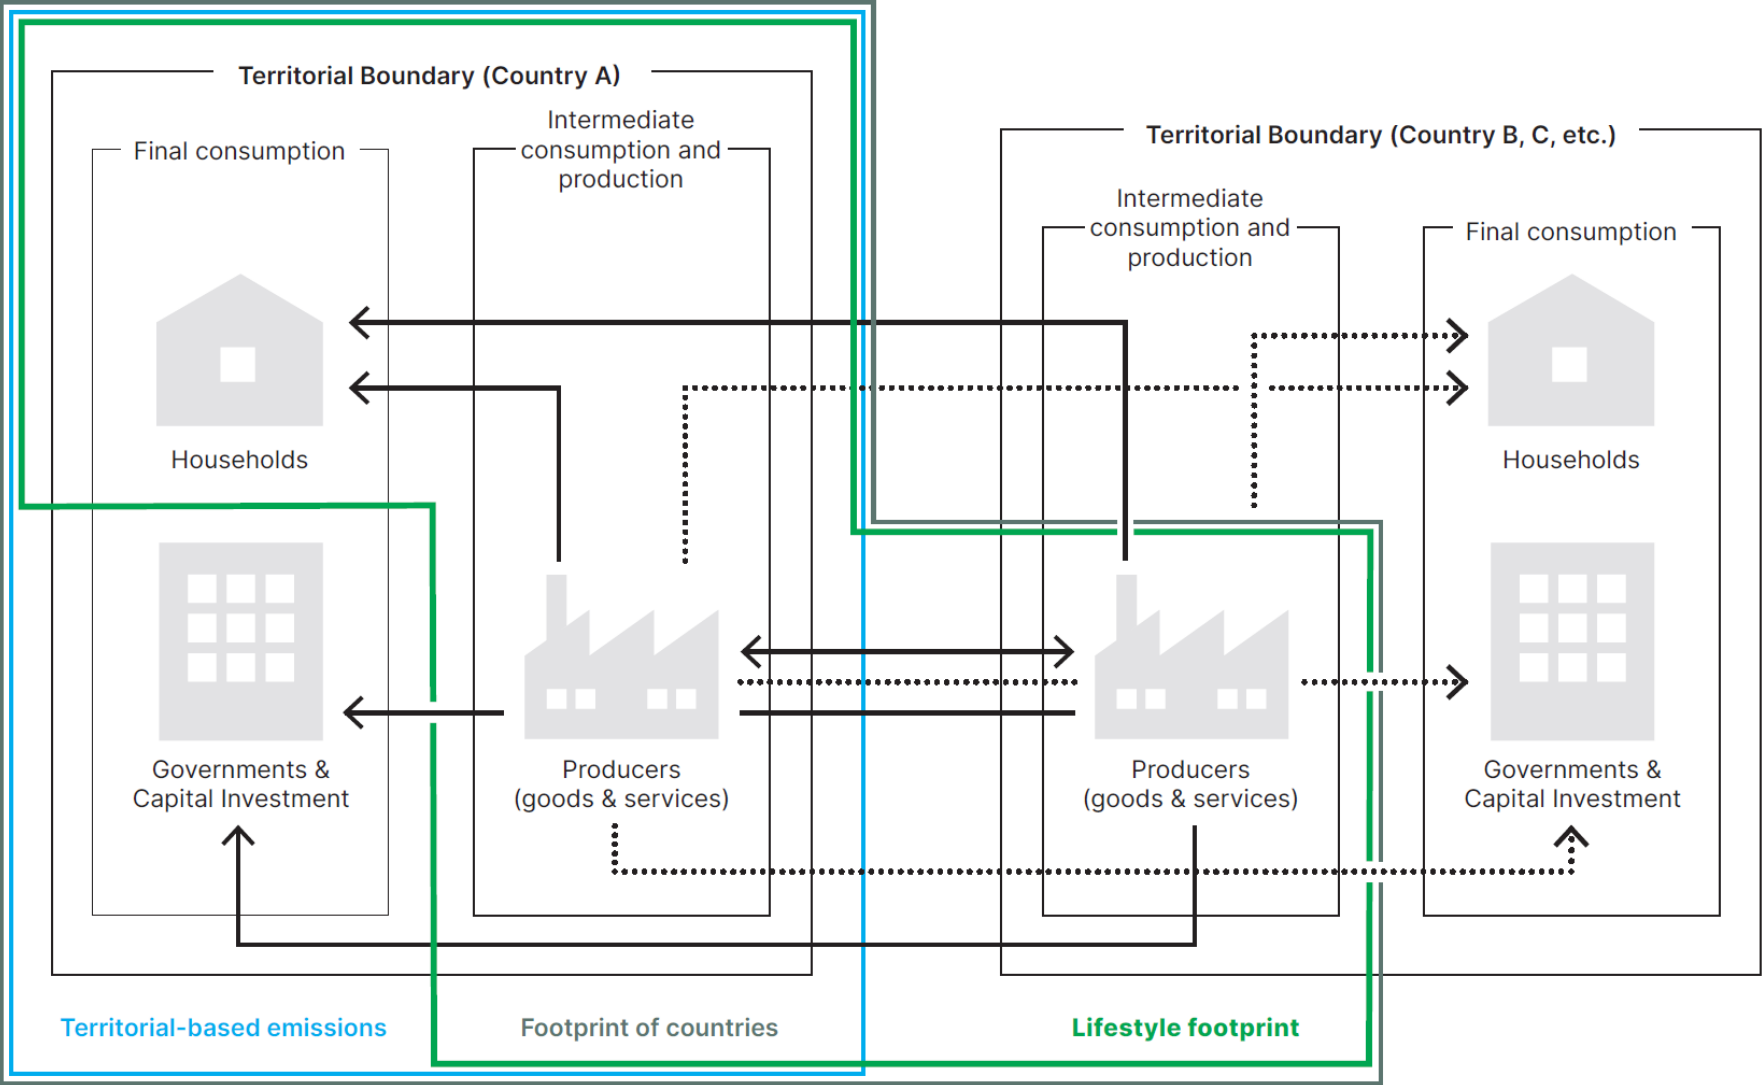 Territorial Boundary (Country A)
Final consumption
Intermediate
consumption and
production
Households
Governments &
Capital Investment
Producers
(goods & services)
Territorial Boundary (Country B, C, etc.)
Intermediate
consumption and
production
Final consumption
Households
Producers
(goods & services)
Governments &
Capital Investment
Territorial-based emissions
Footprint of countries
Lifestyle footprint